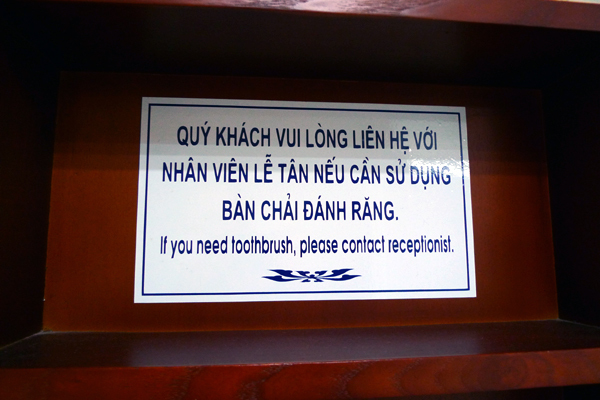 QUÝ KHÁCH VUI LÒNG LIÊN HỆ VỚI
NHÂN VIÊN LỄ TÂN NẾU CẦN SỬ DỤNG
BÀN CHẢI ĐÁNH RĂNG.
If you need toothbrush, please contact receptionist.